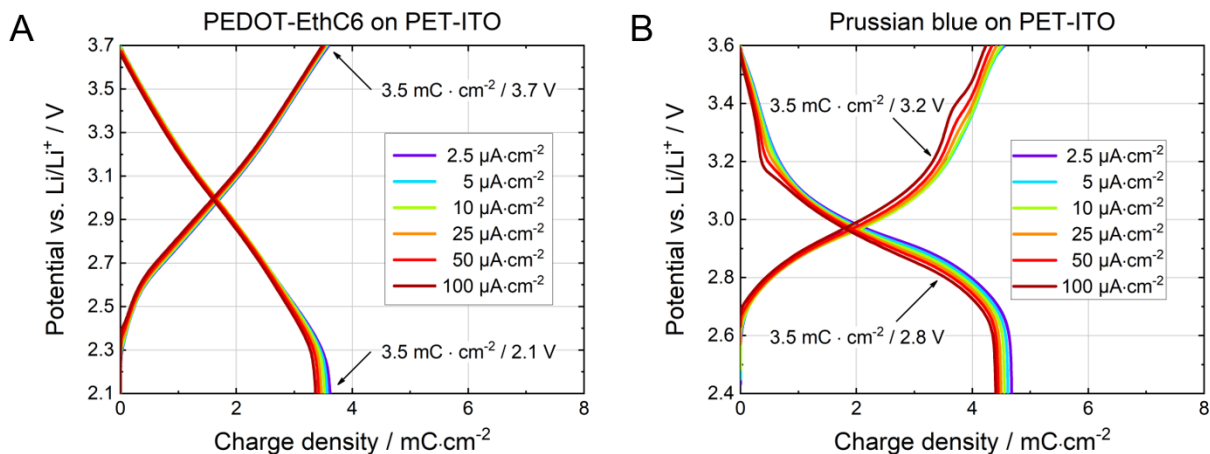 A
PEDOT-EthC6 on PET-ITO
Potential vs. Li/Li⁺ / V
3.7
3.5
3.3
3.1
2.9
2.7
2.5
2.3
2.1
3.5 mC · cm⁻² / 3.7 V
2.5 µA·cm⁻²
5 µA·cm⁻²
10 µA·cm⁻²
25 µA·cm⁻²
50 µA·cm⁻²
100 µA·cm⁻²
3.5 mC · cm⁻² / 2.1 V
0 2 4 6 8
Charge density / mC·cm⁻²
B
Prussian blue on PET-ITO
Potential vs. Li/Li⁺ / V
3.6
3.4
3.2
3.0
2.8
2.6
2.4
3.5 mC · cm⁻² / 3.2 V
2.5 µA·cm⁻²
5 µA·cm⁻²
10 µA·cm⁻²
25 µA·cm⁻²
50 µA·cm⁻²
100 µA·cm⁻²
3.5 mC · cm⁻² / 2.8 V
0 2 4 6 8
Charge density / mC·cm⁻²